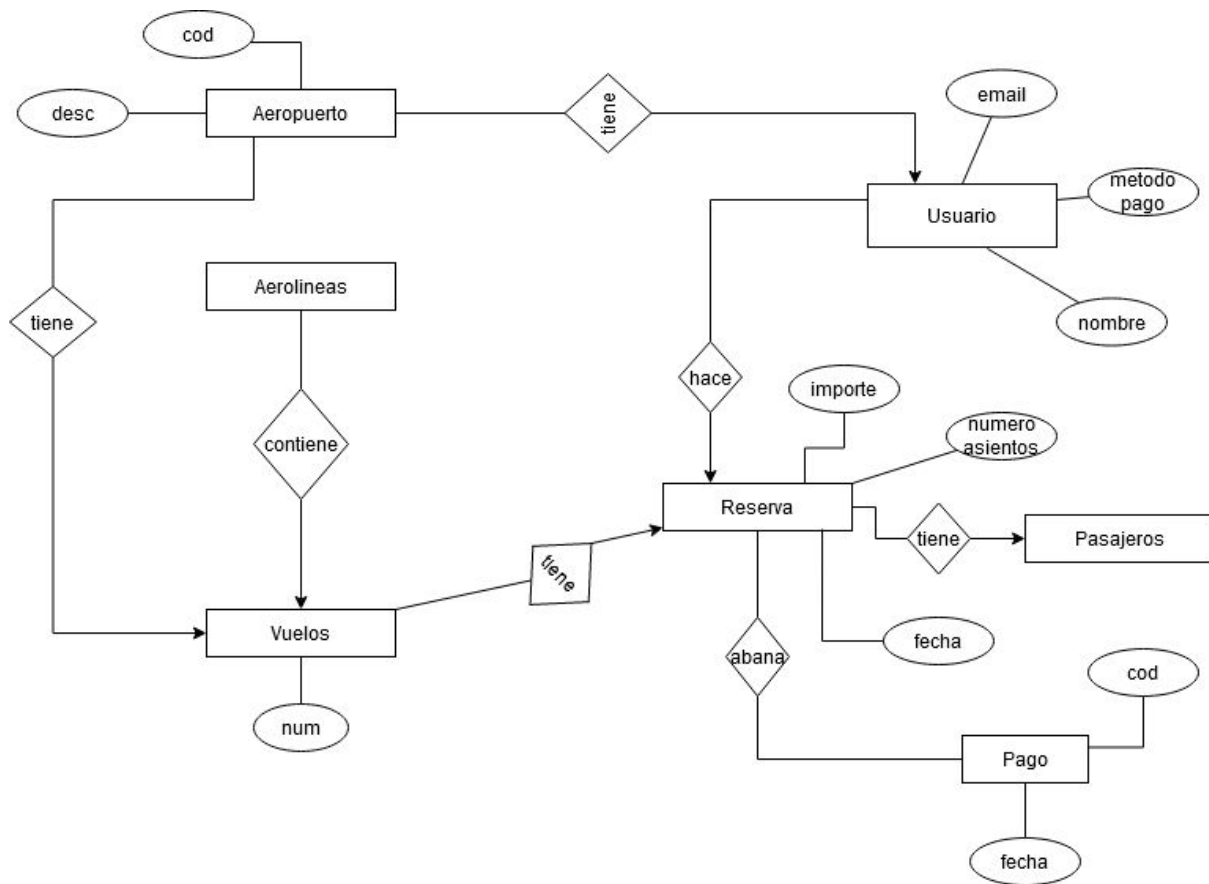 cod
desc
Aeropuerto
tiene
email
metodo
pago
Usuario
nombre
Aerolineas
tiene
hace
importe
contiene
numero
asientos
Reserva
tiene
Pasajeros
tiene
Vuelos
abana
fecha
num
cod
Pago
fecha